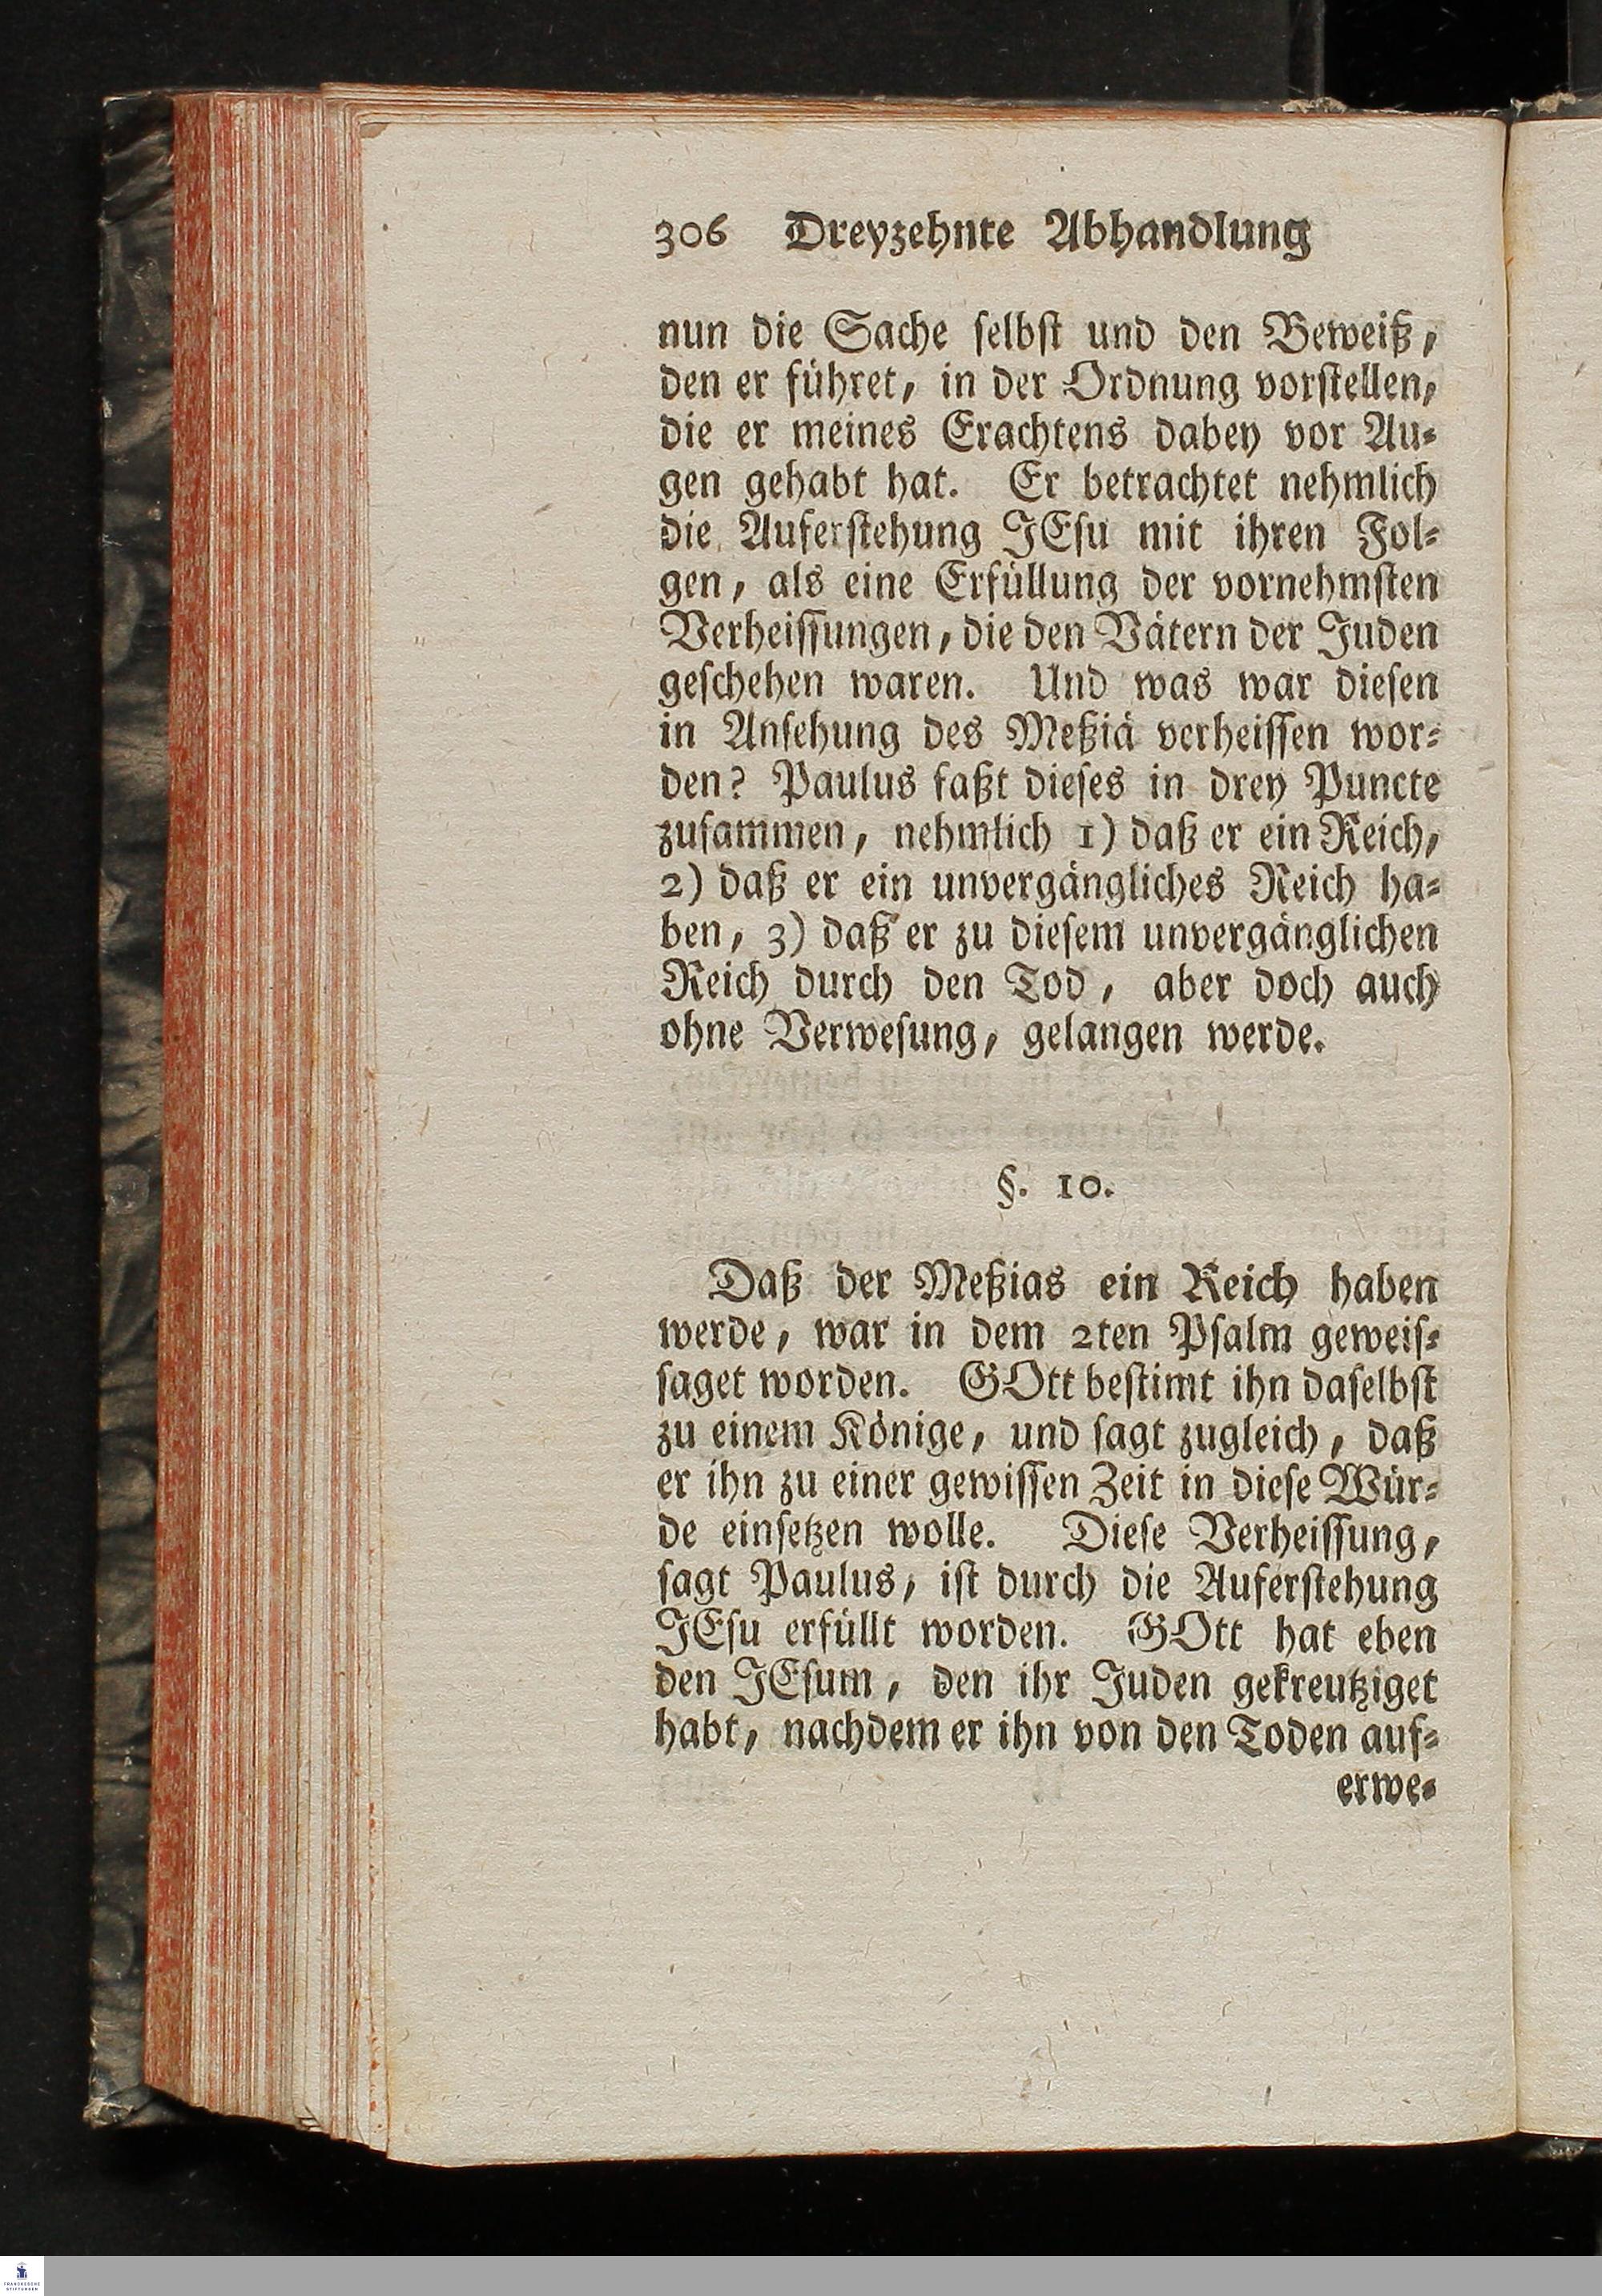 306 Dreyzehnte Abhandlung
nun die Sache selbst und den Beweiß,
den er führet, in der Ordnung vorstellen,
die er meines Erachtens dabey vor Au-
gen gehabt hat. Er betrachtet nehmlich
die Auferstehung JEsu mit ihren Fol-
gen, als eine Erfüllung der vornehmsten
Verheissungen, die den Vätern der Juden
geschehen waren. Und was war diesen
in Ansehung des Meßiä verheissen wor-
den? Paulus faßt dieses in drey Puncte
zusammen, nehmlich 1) daß er ein Reich,
2) daß er ein unvergängliches Reich ha-
ben, 3) daß er zu diesem unvergänglichen
Reich durch den Tod, aber doch auch
ohne Verwesung, gelangen werde.
§. 10.
Daß der Meßias ein Reich haben
werde, war in dem 2ten Psalm geweis-
saget worden. GOtt bestimt ihn daselbst
zu einem Könige, und sagt zugleich, daß
er ihn zu einer gewissen Zeit in diese Wür-
de einsetzen wolle. Diese Verheissung,
sagt Paulus, ist durch die Auferstehung
JEsu erfüllt worden. GOtt hat eben
den JEsum, den ihr Juden gekreutziget
habt, nachdem er ihn von den Toden auf-
erwe-
FRANCKESCHE
STIFTUNGEN